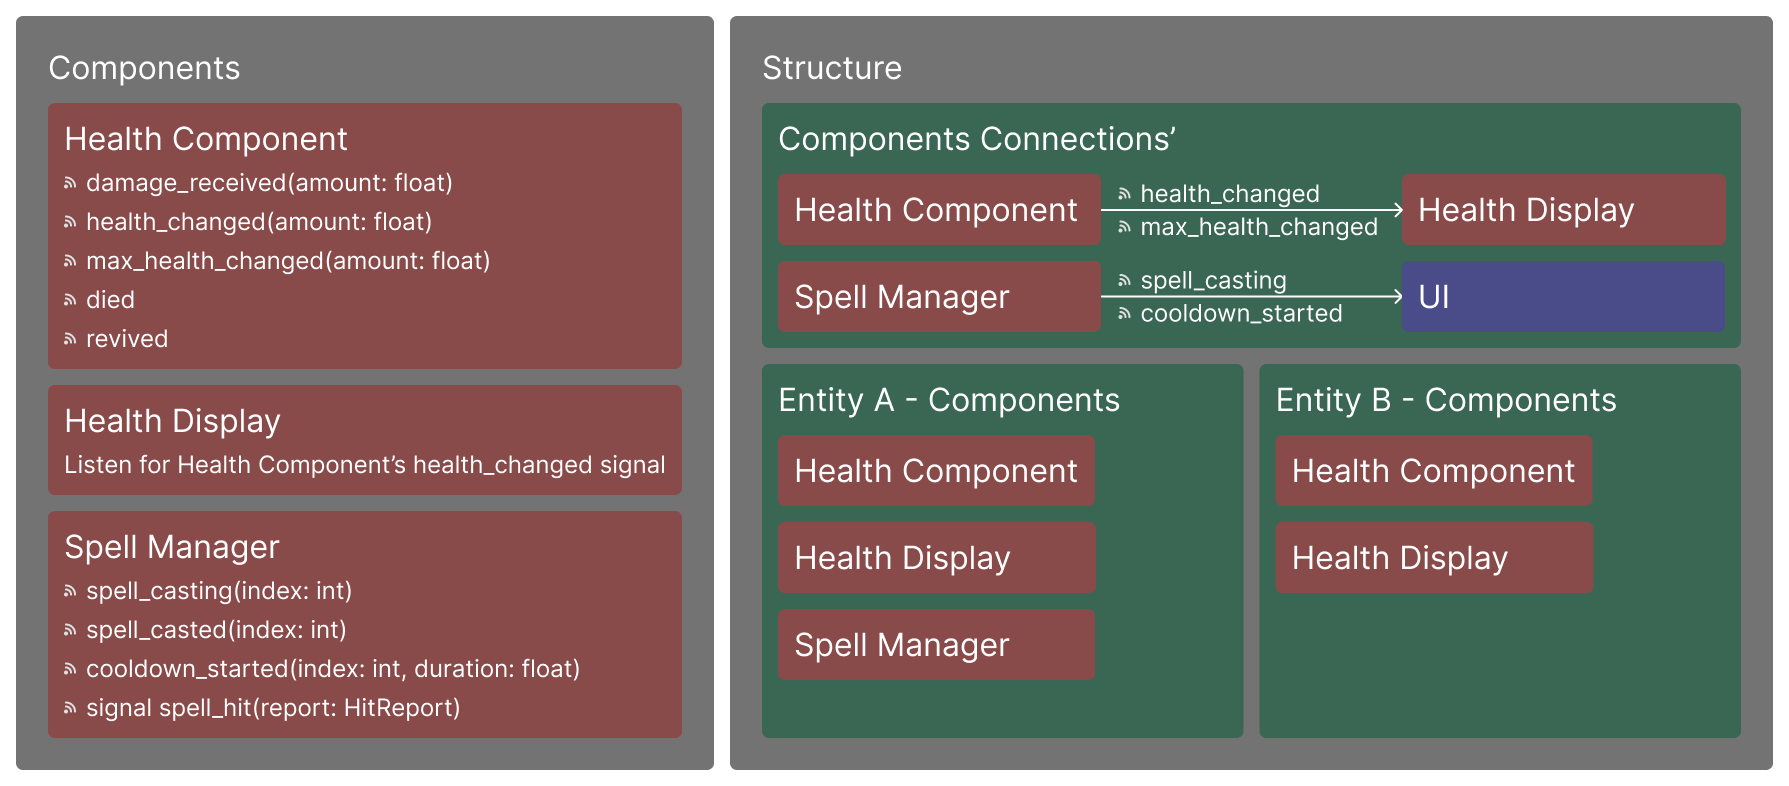 Components
Health Component
damage_received(amount: float)
health_changed(amount: float)
max_health_changed(amount: float)
died
revived
Health Display
Listen for Health Component’s health_changed signal
Spell Manager
spell_casting(index: int)
spell_casted(index: int)
cooldown_started(index: int, duration: float)
signal spell_hit(report: HitReport)
Structure
Components Connections’
Health Component
health_changed
max_health_changed
Health Display
Spell Manager
spell_casting
cooldown_started
UI
Entity A - Components
Health Component
Health Display
Spell Manager
Entity B - Components
Health Component
Health Display